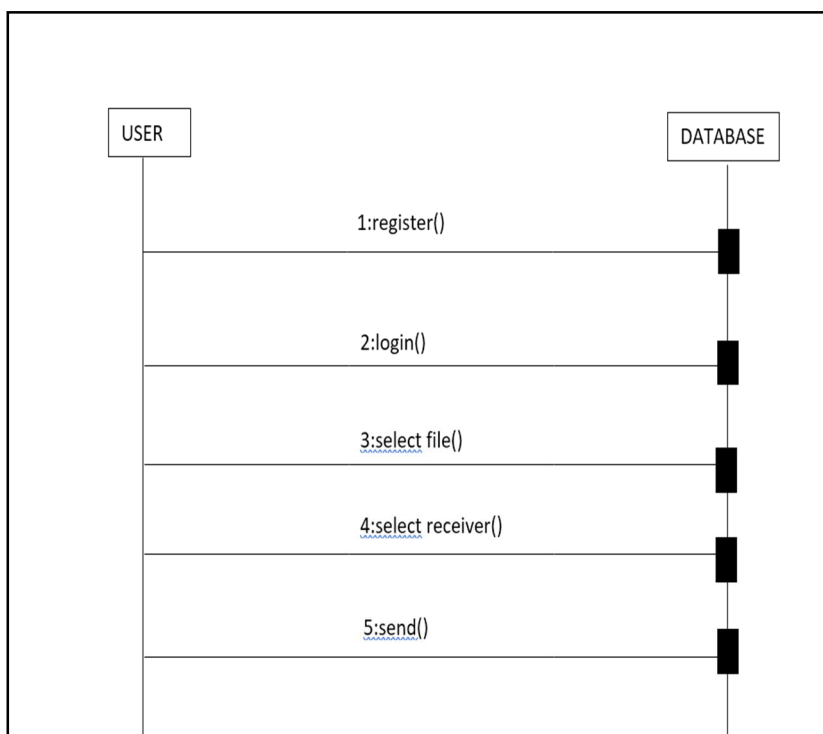 USER
DATABASE
1:register()
2:login()
3:select file()
4:select receiver()
5:send()